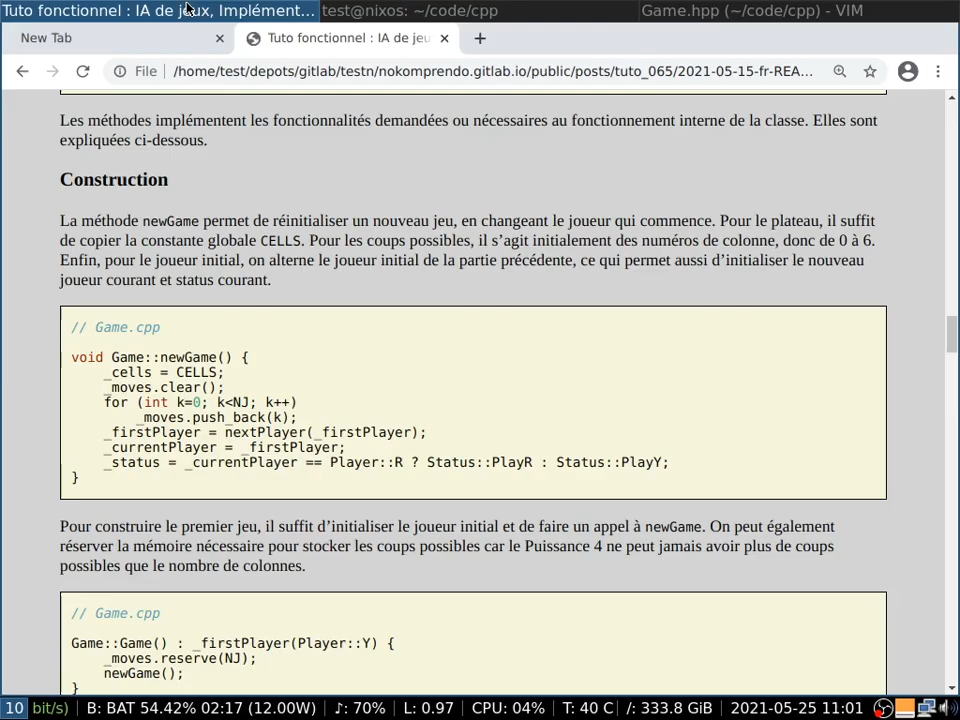 Tuto fonctionnel : IA de jeux, Implément... test@nixos: ~/code/cpp Game.hpp (~/code/cpp) - VIM
New Tab Tuto fonctionnel : IA de jeu
File /home/test/depots/gitlab/testn/nokomprendo.gitlab.io/public/posts/tuto_065/2021-05-15-fr-REA...
Les méthodes implémentent les fonctionnalités demandées ou nécessaires au fonctionnement interne de la classe. Elles sont
expliquées ci-dessous.
Construction
La méthode newGame permet de réinitialiser un nouveau jeu, en changeant le joueur qui commence. Pour le plateau, il suffit
de copier la constante globale CELLS. Pour les coups possibles, il s’agit initialement des numéros de colonne, donc de 0 à 6.
Enfin, pour le joueur initial, on alterne le joueur initial de la partie précédente, ce qui permet aussi d’initialiser le nouveau
joueur courant et status courant.
// Game.cpp
void Game::newGame() {
    _cells = CELLS;
    _moves.clear();
    for (int k=0; k<NJ; k++)
        _moves.push_back(k);
    _firstPlayer = nextPlayer(_firstPlayer);
    _currentPlayer = _firstPlayer;
    _status = _currentPlayer == Player::R ? Status::PlayR : Status::PlayY;
}
Pour construire le premier jeu, il suffit d’initialiser le joueur initial et de faire un appel à newGame. On peut également
réserver la mémoire nécessaire pour stocker les coups possibles car le Puissance 4 ne peut jamais avoir plus de coups
possibles que le nombre de colonnes.
// Game.cpp
Game::Game() : _firstPlayer(Player::Y) {
    _moves.reserve(NJ);
    newGame();
}
10 bit/s) | B: BAT 54.42% 02:17 (12.00W) | ♪: 70% | L: 0.97 | CPU: 04% | T: 40 C | /: 333.8 GiB | 2021-05-25 11:01